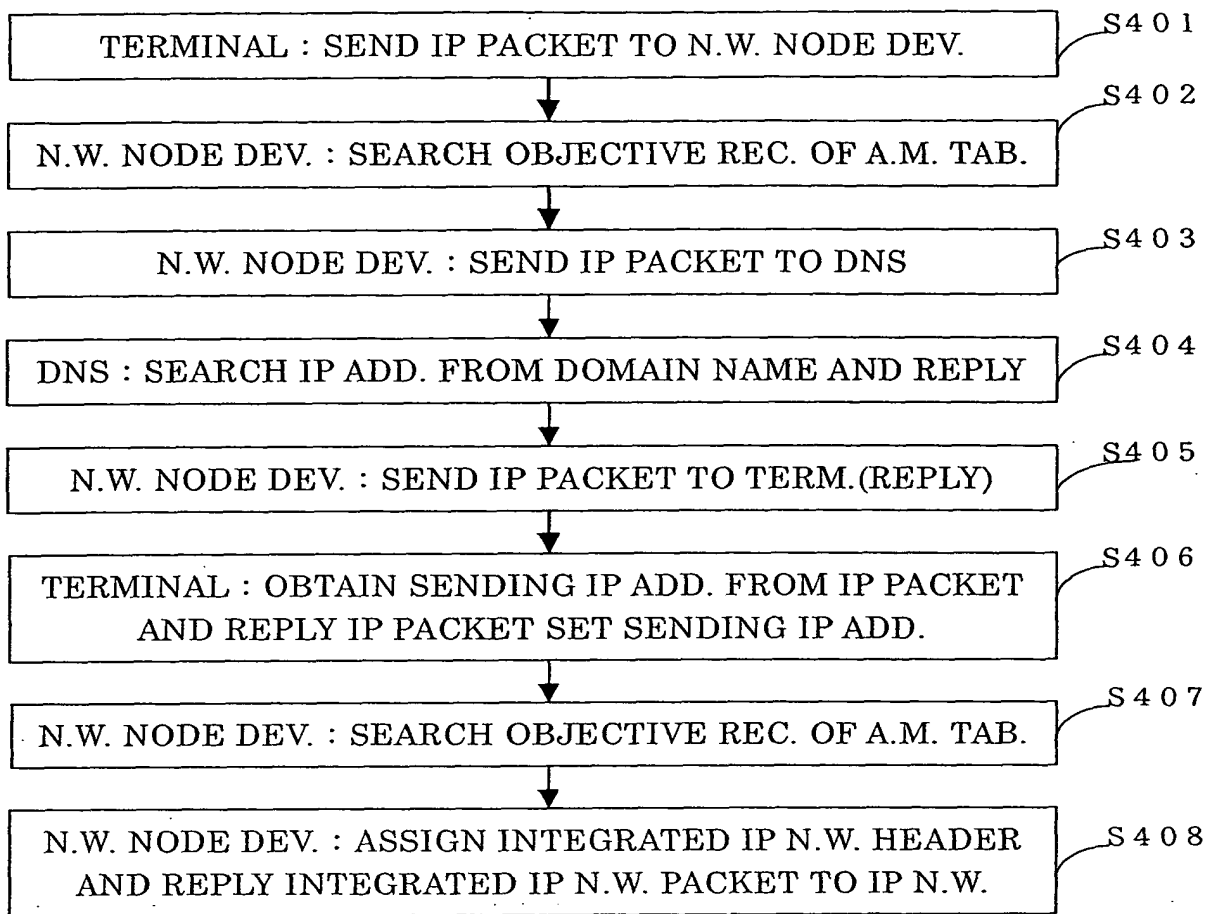 TERMINAL : SEND IP PACKET TO N.W. NODE DEV.
S401
N.W. NODE DEV. : SEARCH OBJECTIVE REC. OF A.M. TAB.
S402
N.W. NODE DEV. : SEND IP PACKET TO DNS
S403
DNS : SEARCH IP ADD. FROM DOMAIN NAME AND REPLY
S404
N.W. NODE DEV. : SEND IP PACKET TO TERM.(REPLY)
S405
TERMINAL : OBTAIN SENDING IP ADD. FROM IP PACKET
AND REPLY IP PACKET SET SENDING IP ADD.
S406
N.W. NODE DEV. : SEARCH OBJECTIVE REC. OF A.M. TAB.
S407
N.W. NODE DEV. : ASSIGN INTEGRATED IP N.W. HEADER
AND REPLY INTEGRATED IP N.W. PACKET TO IP N.W.
S408